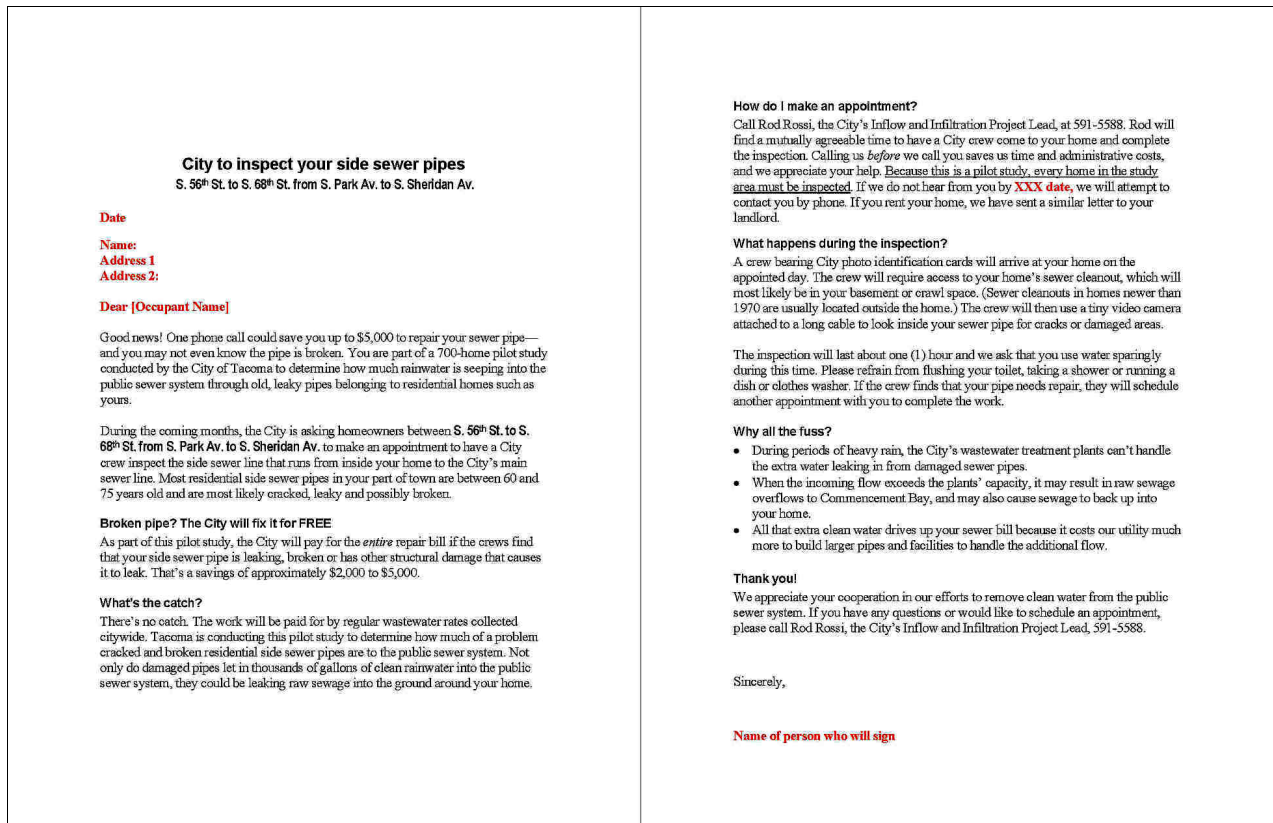 City to inspect your side sewer pipes
S. 56th St. to S. 68th St. from S. Park Av. to S. Sheridan Av.
Date
Name:
Address 1
Address 2:
Dear [Occupant Name]
Good news! One phone call could save you up to $5,000 to repair your sewer pipe—
and you may not even know the pipe is broken. You are part of a 700-home pilot study
conducted by the City of Tacoma to determine how much rainwater is seeping into the
public sewer system through old, leaky pipes belonging to residential homes such as
yours.
During the coming months, the City is asking homeowners between S. 56th St. to S.
68th St. from S. Park Av. to S. Sheridan Av. to make an appointment to have a City
crew inspect the side sewer line that runs from inside your home to the City's main
sewer line. Most residential side sewer pipes in your part of town are between 60 and
75 years old and are most likely cracked, leaky and possibly broken.
Broken pipe? The City will fix it for FREE
As part of this pilot study, the City will pay for the entire repair bill if the crews find
that your side sewer pipe is leaking, broken or has other structural damage that causes
it to leak. That's a savings of approximately $2,000 to $5,000.
What's the catch?
There's no catch. The work will be paid for by regular wastewater rates collected
citywide. Tacoma is conducting this pilot study to determine how much of a problem
cracked and broken residential side sewer pipes are to the public sewer system. Not
only do damaged pipes let in thousands of gallons of clean rainwater into the public
sewer system, they could be leaking raw sewage into the ground around your home.
How do I make an appointment?
Call Rod Rossi, the City's Inflow and Infiltration Project Lead, at 591-5588. Rod will
find a mutually agreeable time to have a City crew come to your home and complete
the inspection. Calling us before we call you saves us time and administrative costs,
and we appreciate your help. Because this is a pilot study, every home in the study
area must be inspected. If we do not hear from you by XXX date, we will attempt to
contact you by phone. If you rent your home, we have sent a similar letter to your
landlord.
What happens during the inspection?
A crew bearing City photo identification cards will arrive at your home on the
appointed day. The crew will require access to your home's sewer cleanout, which will
most likely be in your basement or crawl space. (Sewer cleanouts in homes newer than
1970 are usually located outside the home.) The crew will then use a tiny video camera
attached to a long cable to look inside your sewer pipe for cracks or damaged areas.
The inspection will last about one (1) hour and we ask that you use water sparingly
during this time. Please refrain from flushing your toilet, taking a shower or running a
dish or clothes washer. If the crew finds that your pipe needs repair, they will schedule
another appointment with you to complete the work.
Why all the fuss?
• During periods of heavy rain, the City's wastewater treatment plants can't handle
the extra water leaking in from damaged sewer pipes.
• When the incoming flow exceeds the plants' capacity, it may result in raw sewage
overflows to Commencement Bay, and may also cause sewage to back up into
your home.
• All that extra clean water drives up your sewer bill because it costs our utility much
more to build larger pipes and facilities to handle the additional flow.
Thank you!
We appreciate your cooperation in our efforts to remove clean water from the public
sewer system. If you have any questions or would like to schedule an appointment,
please call Rod Rossi, the City's Inflow and Infiltration Project Lead, 591-5588.
Sincerely,
Name of person who will sign